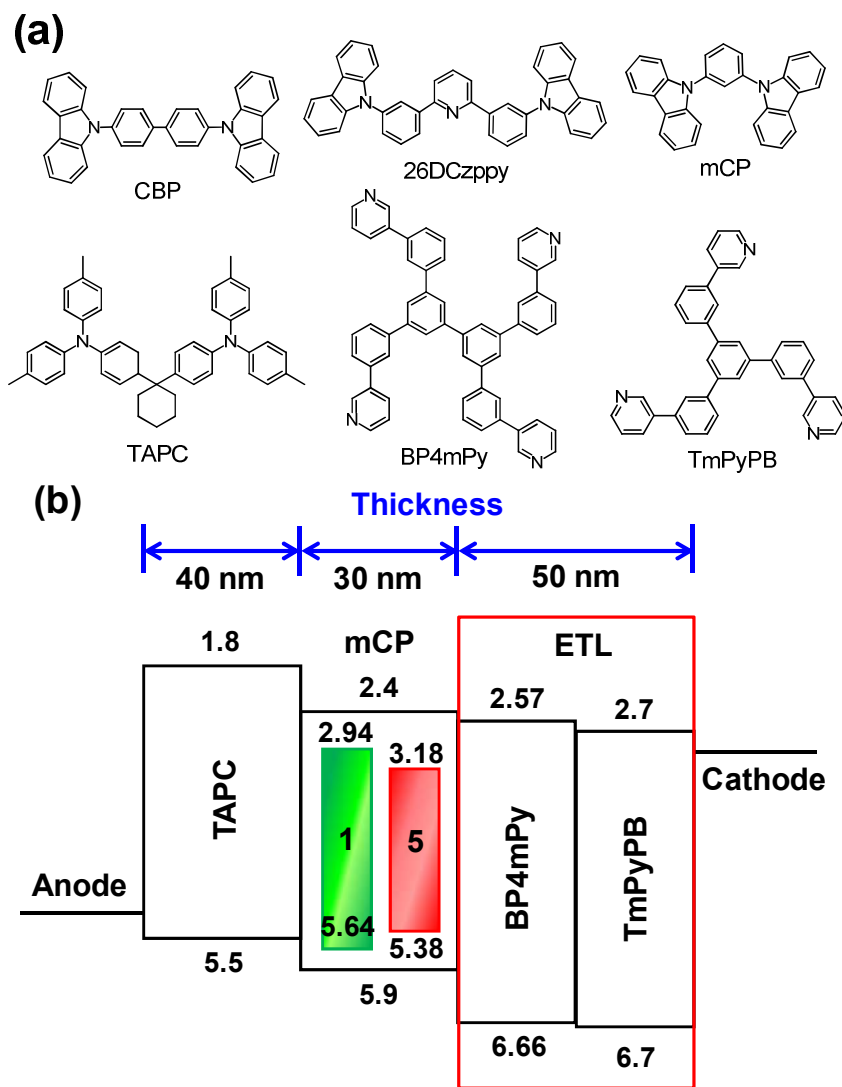 (a)
N
N
CBP
N
N
N
26DCzppy
N
N
mCP
N
N
TAPC
N
N
N
N
BP4mPy
N
N
N
TmPyPB
(b)
Thickness
40 nm
30 nm
50 nm
1.8
mCP
ETL
2.4
2.57
2.7
2.94
3.18
TAPC
1
5
BP4mPy
TmPyPB
Cathode
Anode
5.64
5.38
5.5
5.9
6.66
6.7